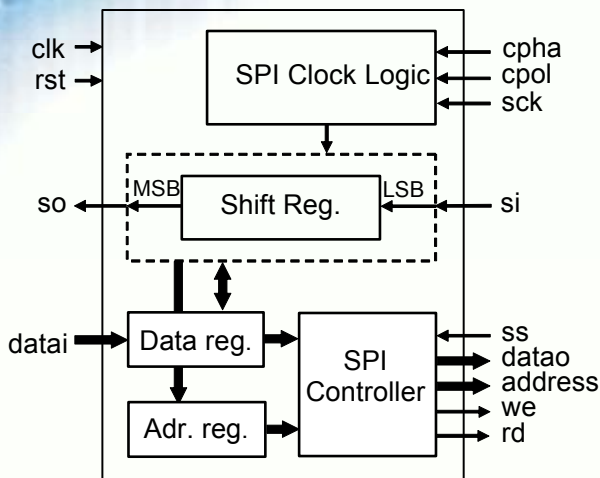 clk
rst
SPI Clock Logic
cpha
cpol
sck
so
MSB
Shift Reg.
LSB
si
datai
Data reg.
Adr. reg.
SPI
Controller
ss
datao
address
we
rd